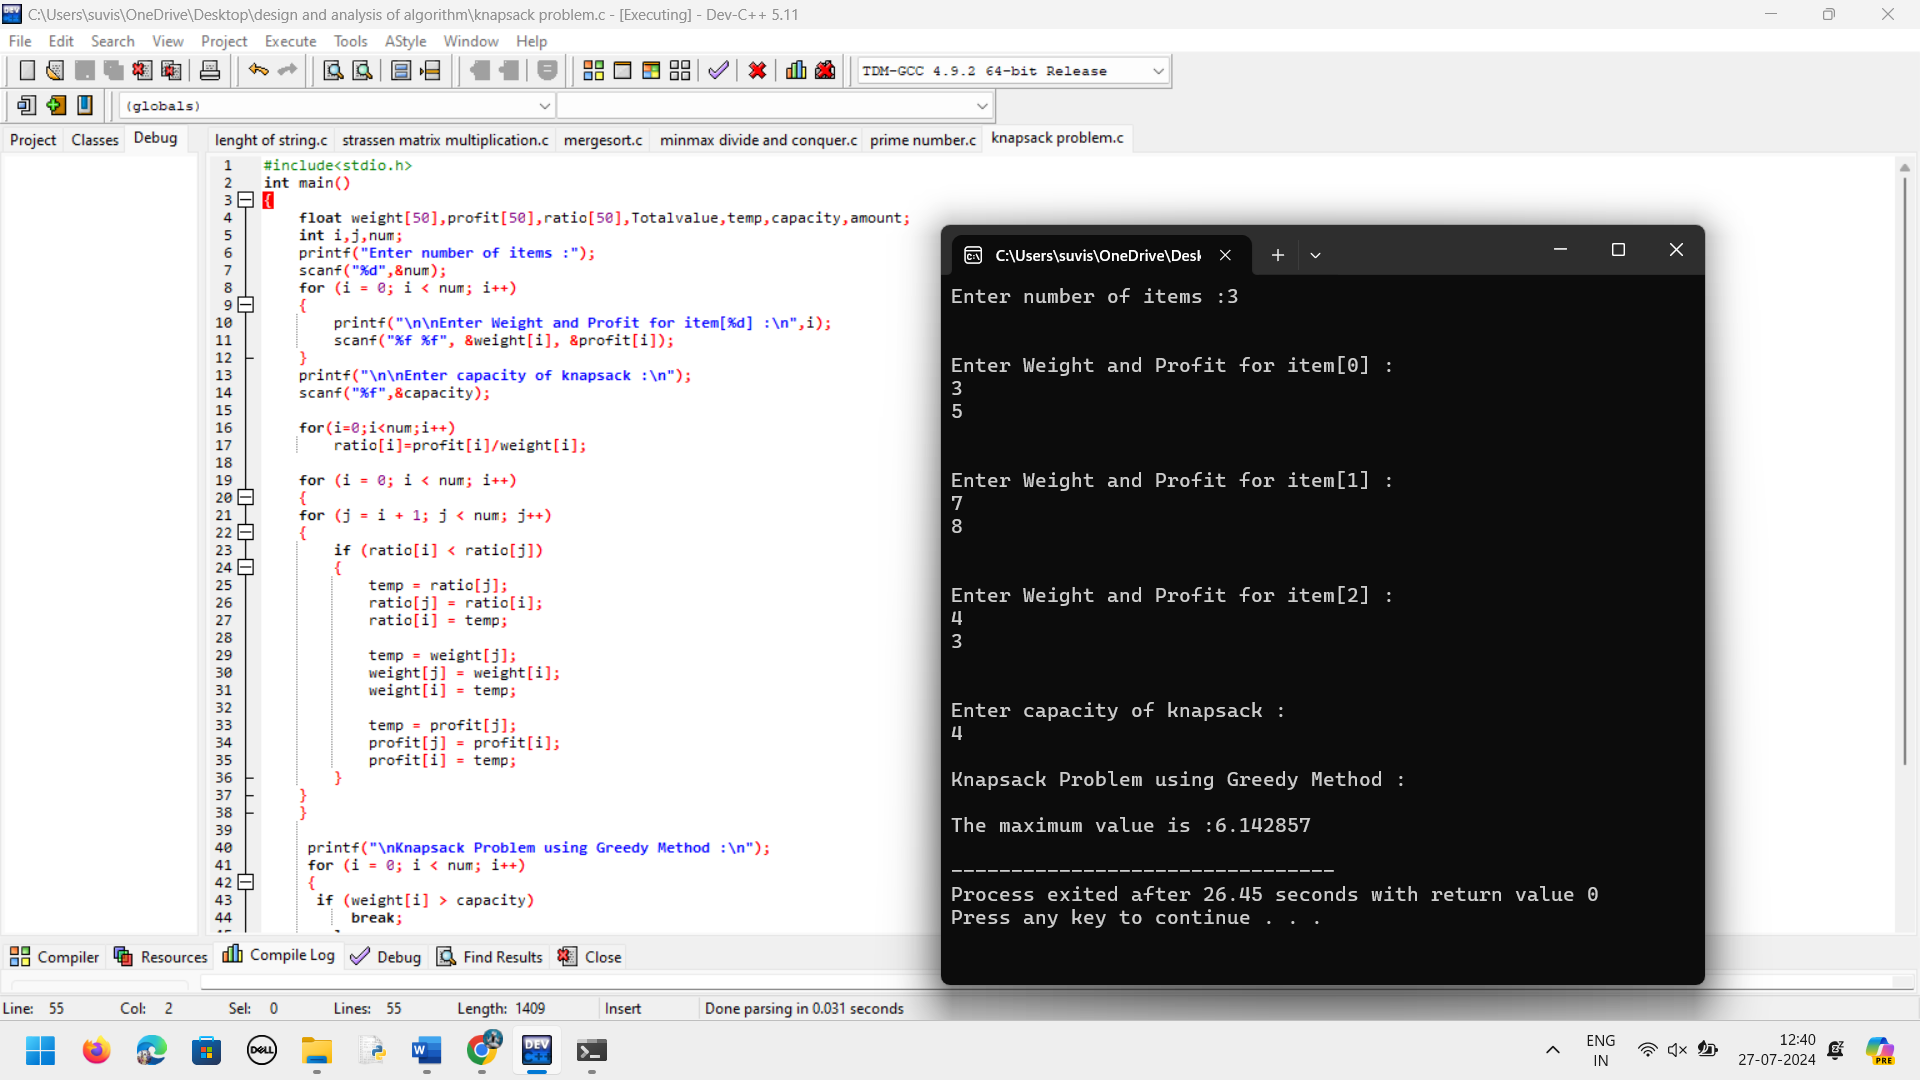 C:\Users\suvis\OneDrive\Desktop\design and analysis of algorithm\knapsack problem.c - [Executing] - Dev-C++ 5.11
File Edit Search View Project Execute Tools AStyle Window Help
TDM-GCC 4.9.2 64-bit Release
(globals)
Project Classes Debug
lenght of string.c strassen matrix multiplication.c mergesort.c minmax divide and conquer.c prime number.c knapsack problem.c
1 #include<stdio.h>
2 int main()
3 {
4 float weight[50],profit[50],ratio[50],Totalvalue,temp,capacity,amount;
5 int i,j,num;
6 printf("Enter number of items :");
7 scanf("%d",&num);
8 for (i = 0; i < num; i++)
9 {
10 printf("\n\nEnter Weight and Profit for item[%d] :\n",i);
11 scanf("%f %f", &weight[i], &profit[i]);
12 }
13 printf("\n\nEnter capacity of knapsack :\n");
14 scanf("%f",&capacity);
15
16 for(i=0;i<num;i++)
17 ratio[i]=profit[i]/weight[i];
18
19 for (i = 0; i < num; i++)
20 {
21 for (j = i + 1; j < num; j++)
22 {
23 if (ratio[i] < ratio[j])
24 {
25 temp = ratio[j];
26 ratio[j] = ratio[i];
27 ratio[i] = temp;
28
29 temp = weight[j];
30 weight[j] = weight[i];
31 weight[i] = temp;
32
33 temp = profit[j];
34 profit[j] = profit[i];
35 profit[i] = temp;
36 }
37 }
38 }
39
40 printf("\nKnapsack Problem using Greedy Method :\n");
41 for (i = 0; i < num; i++)
42 {
43 if (weight[i] > capacity)
44 break;
C:\Users\suvis\OneDrive\Desk
Enter number of items :3
Enter Weight and Profit for item[0] :
3
5
Enter Weight and Profit for item[1] :
7
8
Enter Weight and Profit for item[2] :
4
3
Enter capacity of knapsack :
4
Knapsack Problem using Greedy Method :
The maximum value is :6.142857
--------------------------------
Process exited after 26.45 seconds with return value 0
Press any key to continue . . .
Compiler Resources Compile Log Debug Find Results Close
Line: 55 Col: 2 Sel: 0 Lines: 55 Length: 1409 Insert Done parsing in 0.031 seconds
DELL
DEV C++
ENG
IN
12:40
27-07-2024
PRE